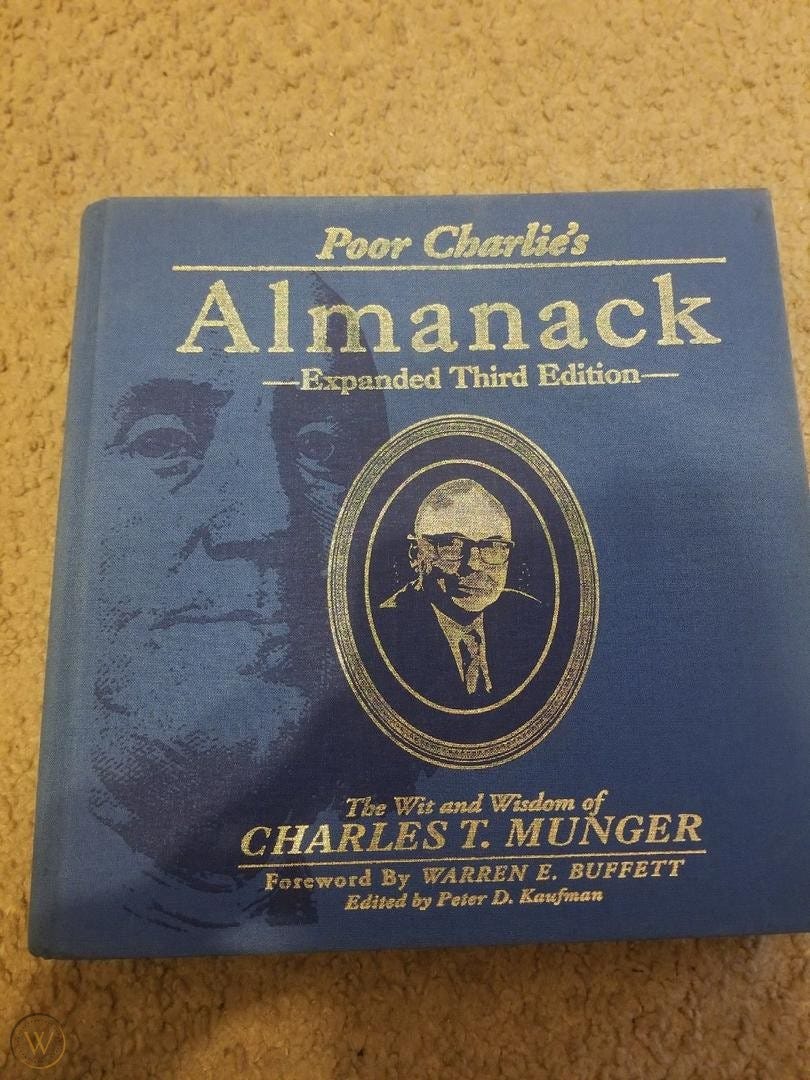 Poor Charlie's
Almanack
—Expanded Third Edition—
The Wit and Wisdom of
CHARLES T. MUNGER
Foreword By WARREN E. BUFFETT
Edited by Peter D. Kaufman
W